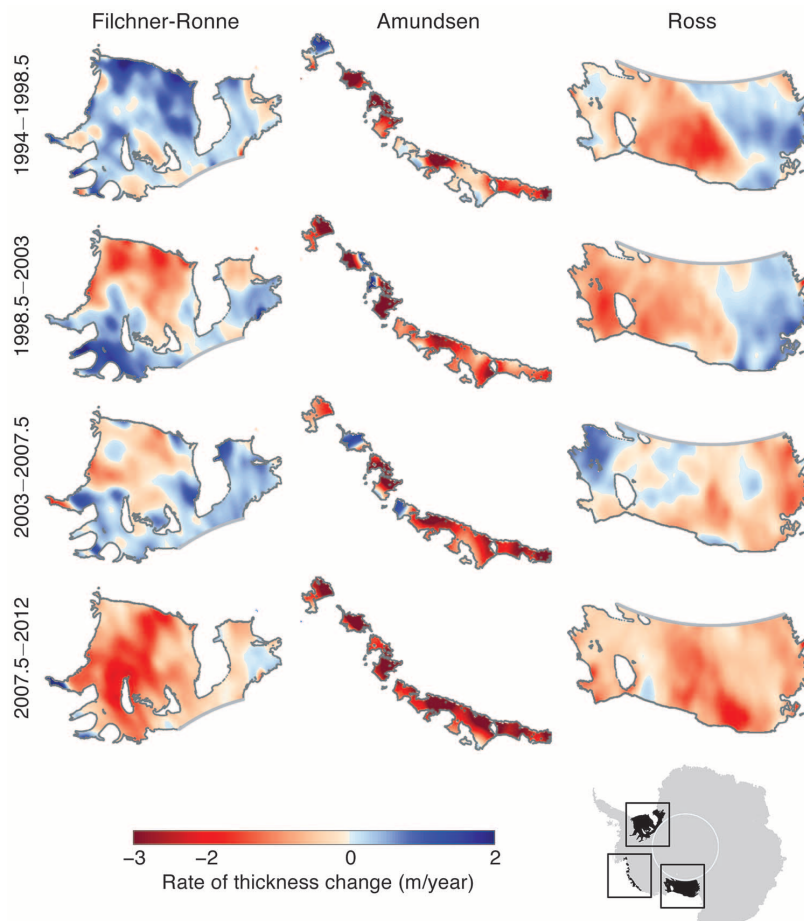 Filchner-Ronne Amundsen Ross
1994–1998.5
1998.5–2003
2003–2007.5
2007.5–2012
−3 −2 0 2
Rate of thickness change (m/year)